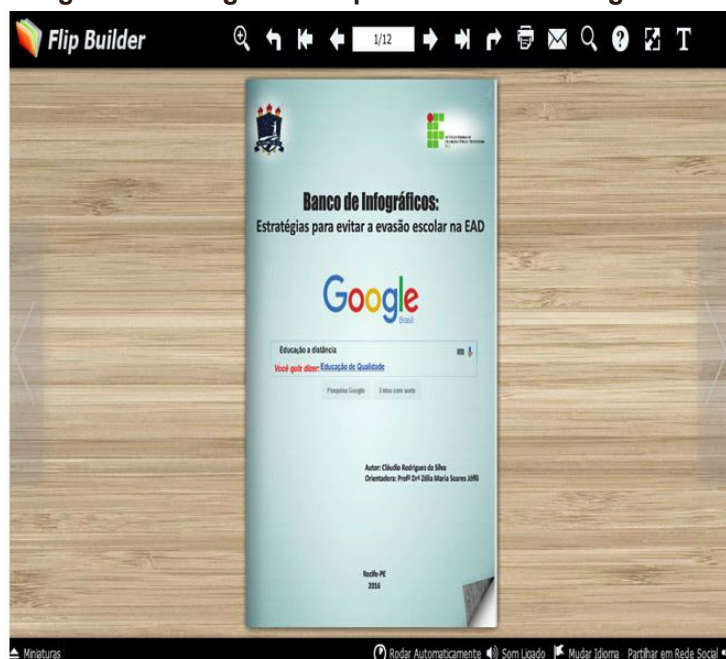 Flip Builder
1/12
T
Banco de Infográficos:
Estratégias para evitar a evasão escolar na EAD
Google
Brasil
Educação a distância
Você quis dizer: Educação de Qualidade
Pesquisa Google Estou com sorte
Autor: Cláudio Rodrigues da Silva
Orientadora: Profª Drª Zélia Maria Soares Jófili
Recife-PE
2016
Miniaturas
Rodar Automaticamente Som Ligado Mudar Idioma Partilhar em Rede Social